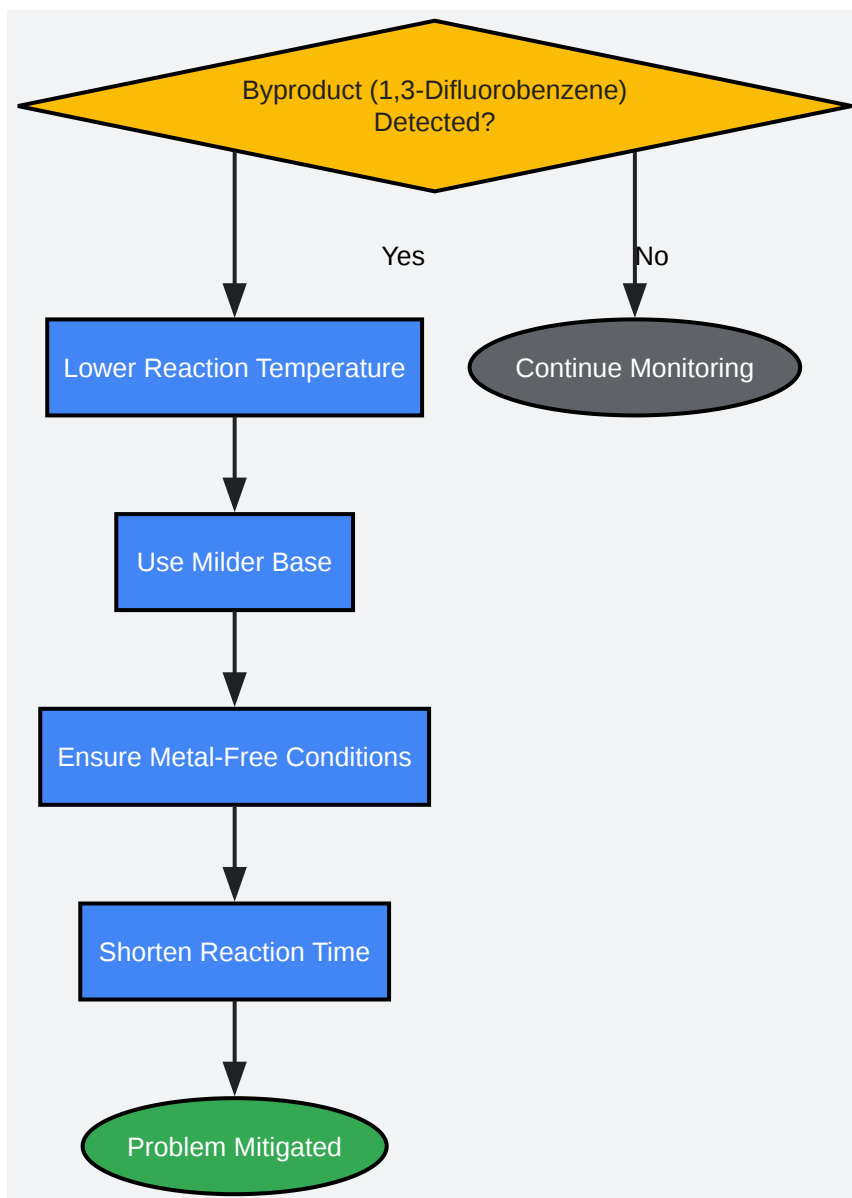 Byproduct (1,3-Difluorobenzene)
Detected?
Yes
No
Lower Reaction Temperature
Continue Monitoring
Use Milder Base
Ensure Metal-Free Conditions
Shorten Reaction Time
Problem Mitigated